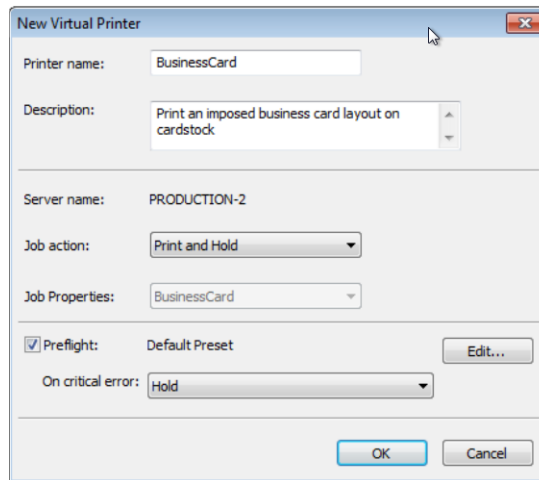 New Virtual Printer
Printer name: BusinessCard
Description: Print an imposed business card layout on
cardstock
Server name: PRODUCTION-2
Job action: Print and Hold
Job Properties: BusinessCard
Preflight: Default Preset Edit...
On critical error: Hold
OK Cancel